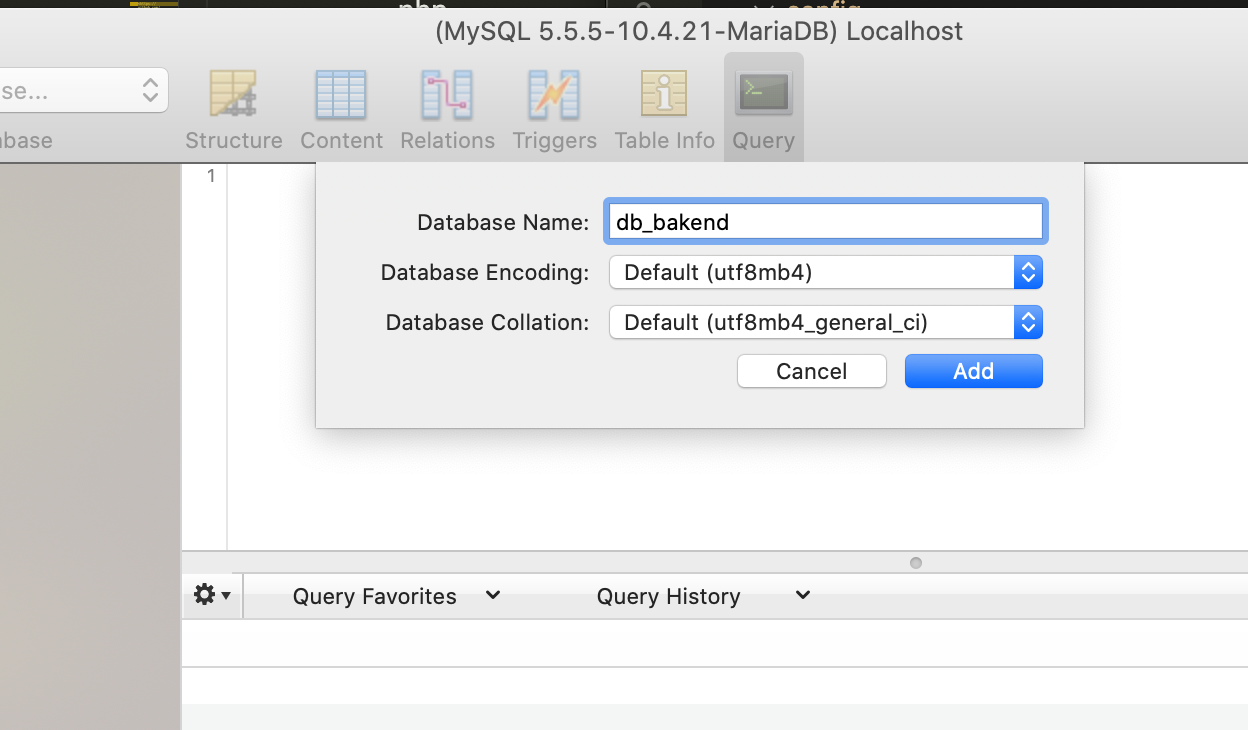 (MySQL 5.5.5-10.4.21-MariaDB) Localhost
se...
base
Structure
Content
Relations
Triggers
Table Info
Query
1
Database Name:
db_bakend
Database Encoding:
Default (utf8mb4)
Database Collation:
Default (utf8mb4_general_ci)
Cancel
Add
Query Favorites
Query History